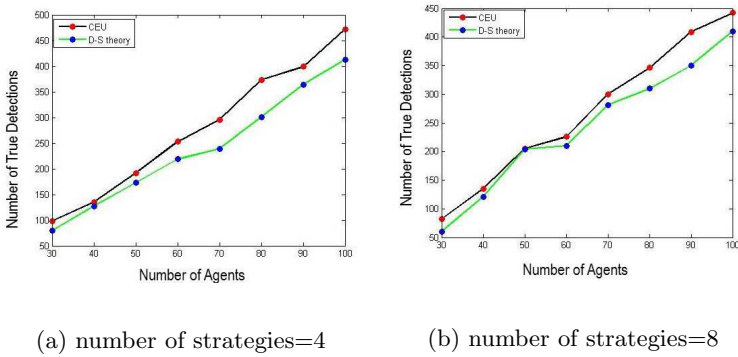 500
450
400
350
300
250
200
150
100
50
30 40 50 60 70 80 90 100
Number of True Detections
Number of Agents
CEU
D-S theory
(a) number of strategies=4
450
400
350
300
250
200
150
100
50
30 40 50 60 70 80 90 100
Number of True Detections
Number of Agents
CEU
D-S theory
(b) number of strategies=8